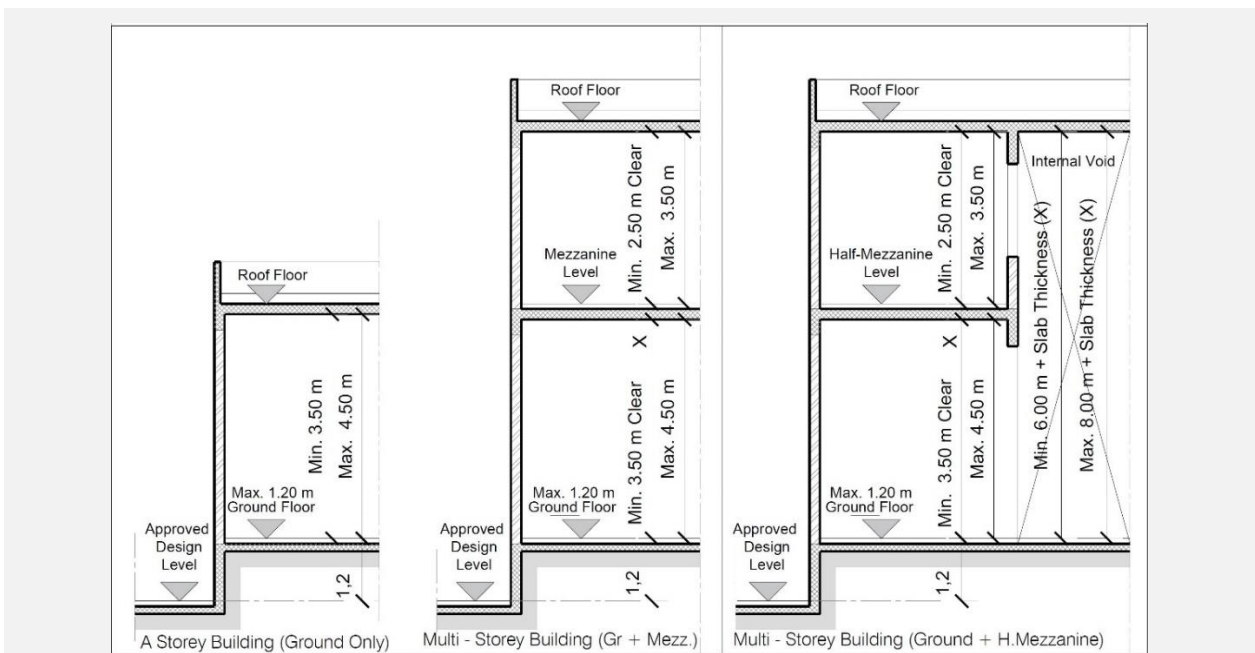 Roof Floor
Min. 3.50 m
Max. 4.50 m
Max. 1.20 m
Ground Floor
Approved
Design
Level
1,2
A Storey Building (Ground Only)
Roof Floor
Min. 2.50 m Clear
Max. 3.50 m
Mezzanine
Level
X
Min. 3.50 m Clear
Max. 4.50 m
Max. 1.20 m
Ground Floor
Approved
Design
Level
1,2
Multi - Storey Building (Gr + Mezz.)
Roof Floor
Internal Void
Min. 2.50 m Clear
Max. 3.50 m
Half-Mezzanine
Level
X
Min. 3.50 m Clear
Max. 4.50 m
Min. 6.00 m + Slab Thickness (X)
Max. 8.00 m + Slab Thickness (X)
Max. 1.20 m
Ground Floor
Approved
Design
Level
1,2
Multi - Storey Building (Ground + H.Mezzanine)